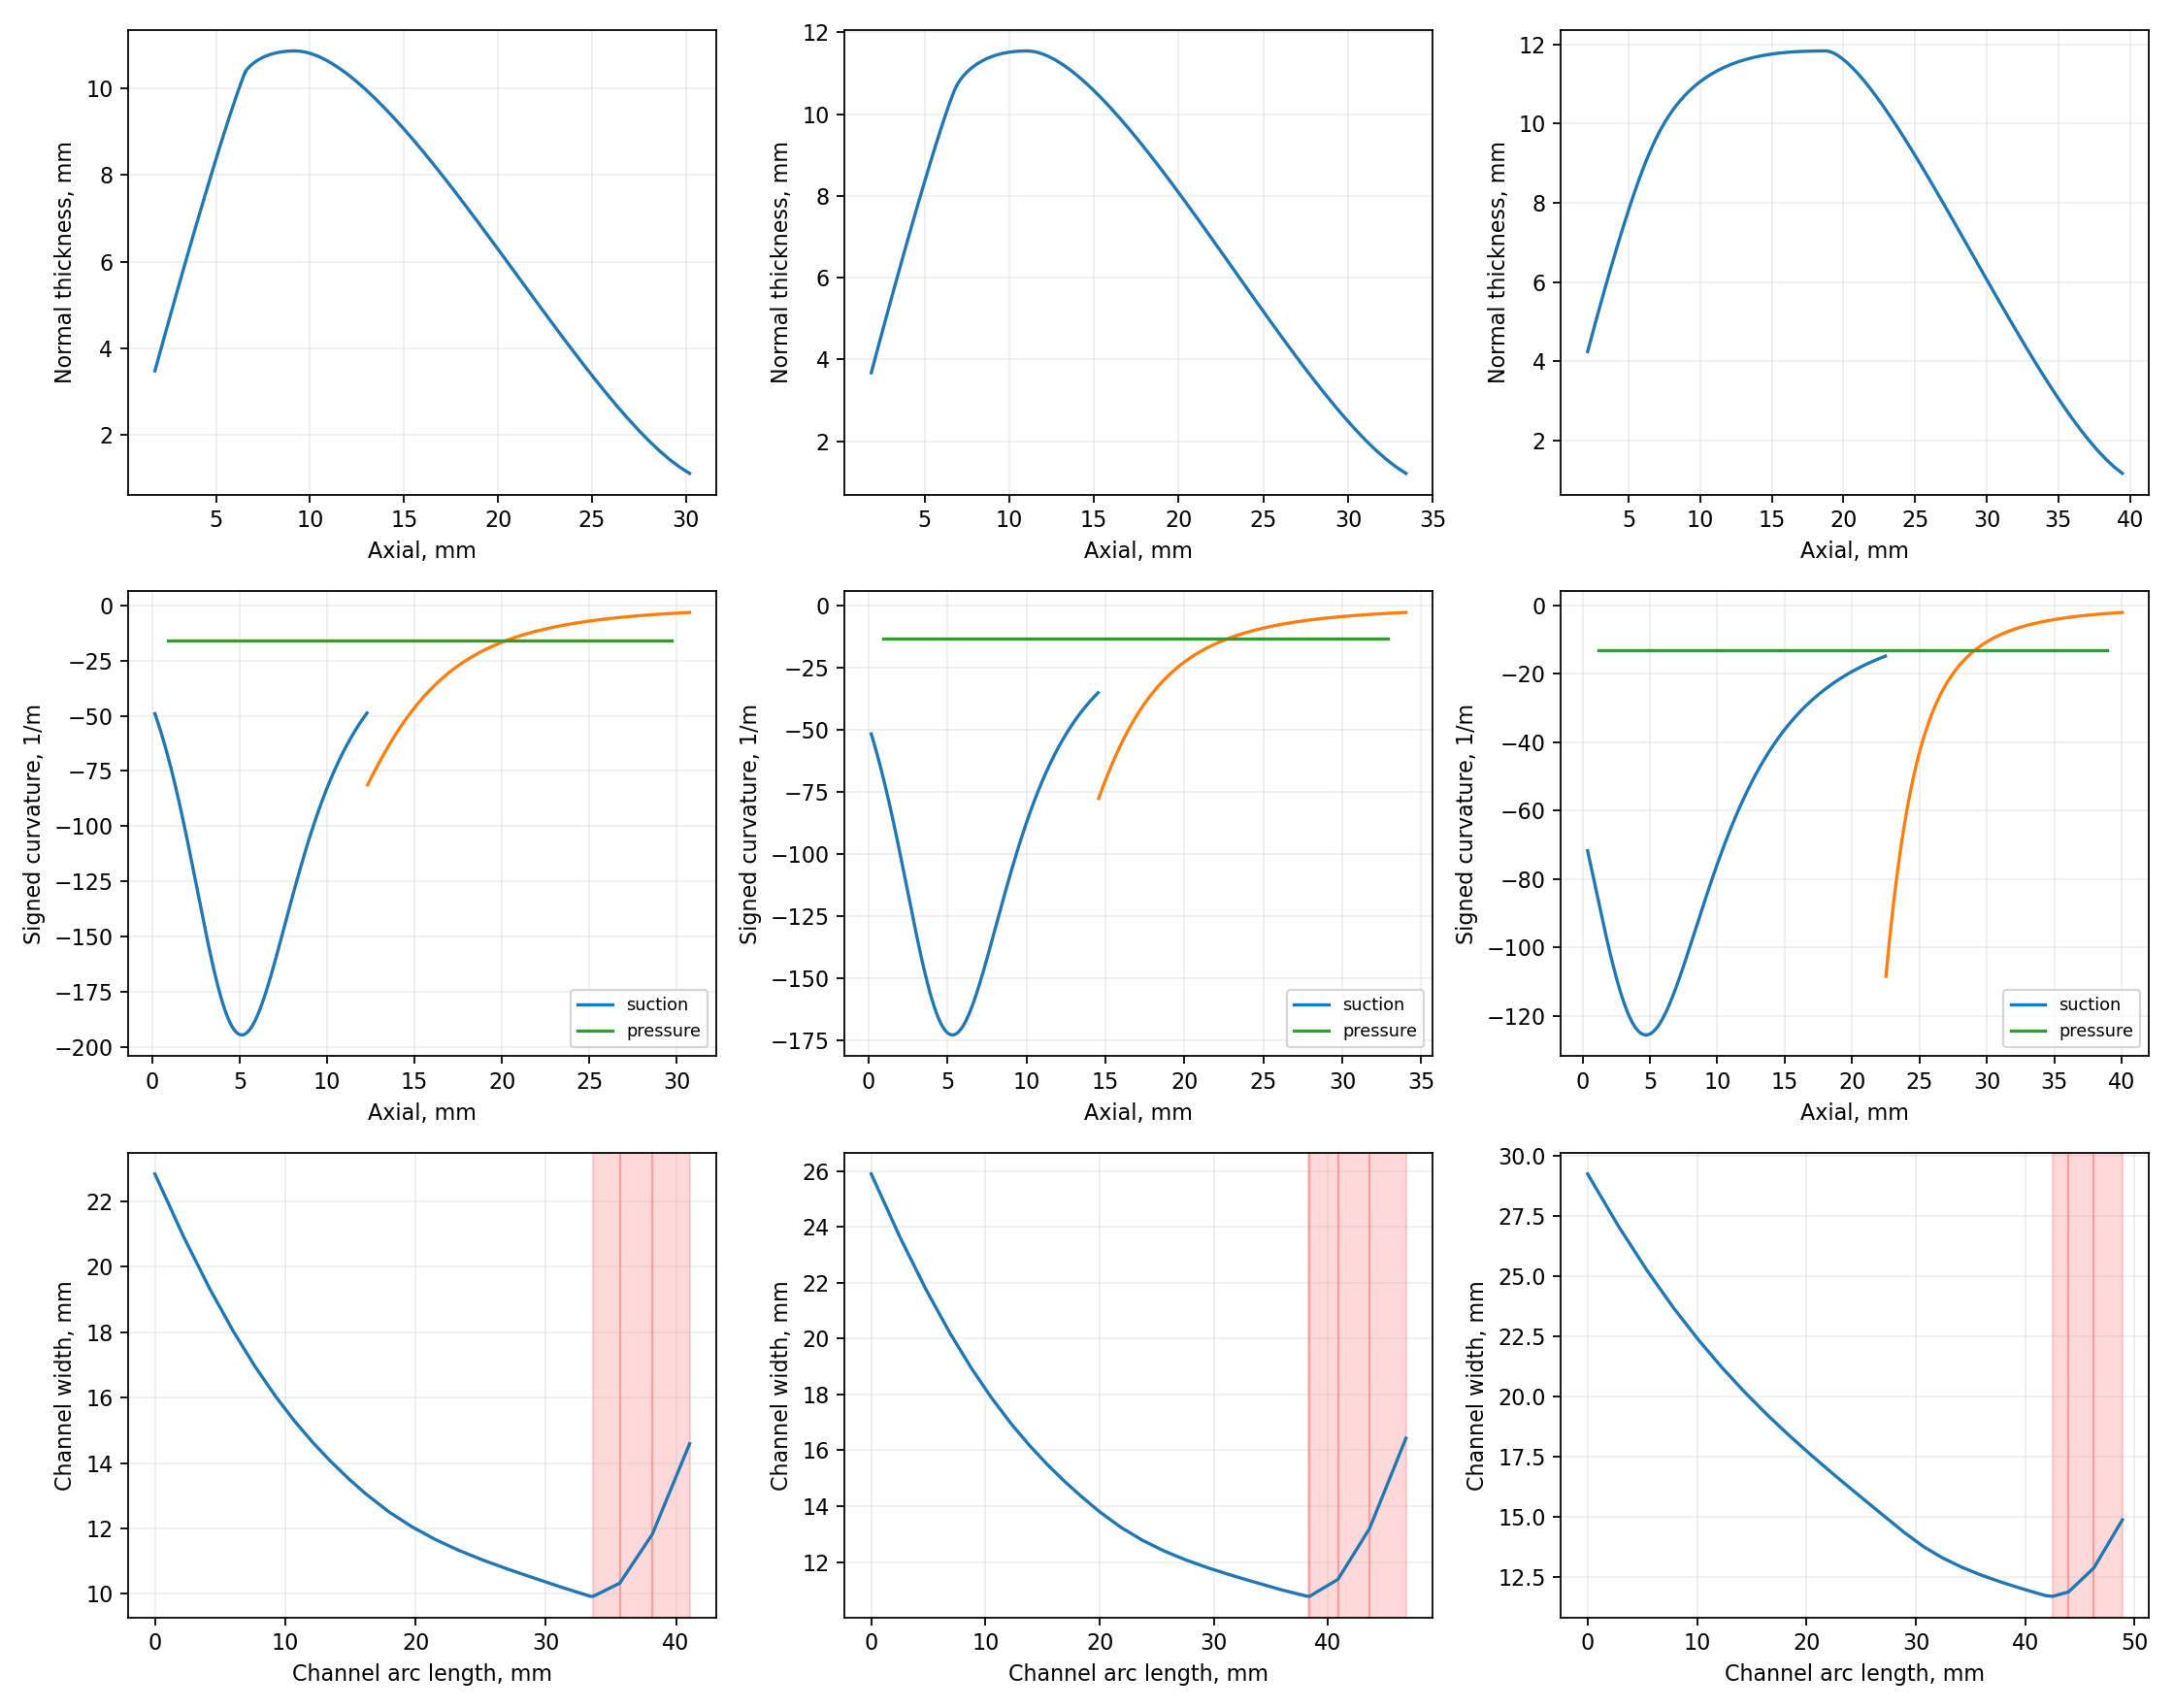 Normal thickness, mm
10
8
6
4
2
5 10 15 20 25 30
Axial, mm
Normal thickness, mm
12
10
8
6
4
2
5 10 15 20 25 30 35
Axial, mm
Normal thickness, mm
12
10
8
6
4
2
5 10 15 20 25 30 35 40
Axial, mm
Signed curvature, 1/m
0
−25
−50
−75
−100
−125
−150
−175
−200
suction
pressure
0 5 10 15 20 25 30
Axial, mm
Signed curvature, 1/m
0
−25
−50
−75
−100
−125
−150
−175
suction
pressure
0 5 10 15 20 25 30 35
Axial, mm
Signed curvature, 1/m
0
−20
−40
−60
−80
−100
−120
suction
pressure
0 5 10 15 20 25 30 35 40
Axial, mm
Channel width, mm
22
20
18
16
14
12
10
0 10 20 30 40
Channel arc length, mm
Channel width, mm
26
24
22
20
18
16
14
12
0 10 20 30 40
Channel arc length, mm
Channel width, mm
30.0
27.5
25.0
22.5
20.0
17.5
15.0
12.5
0 10 20 30 40 50
Channel arc length, mm